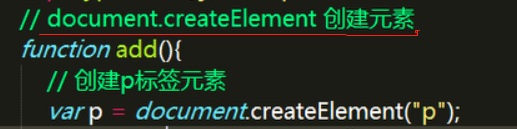 // document.createElement 创建元素
function add(){
// 创建p标签元素
var p = document.createElement("p");